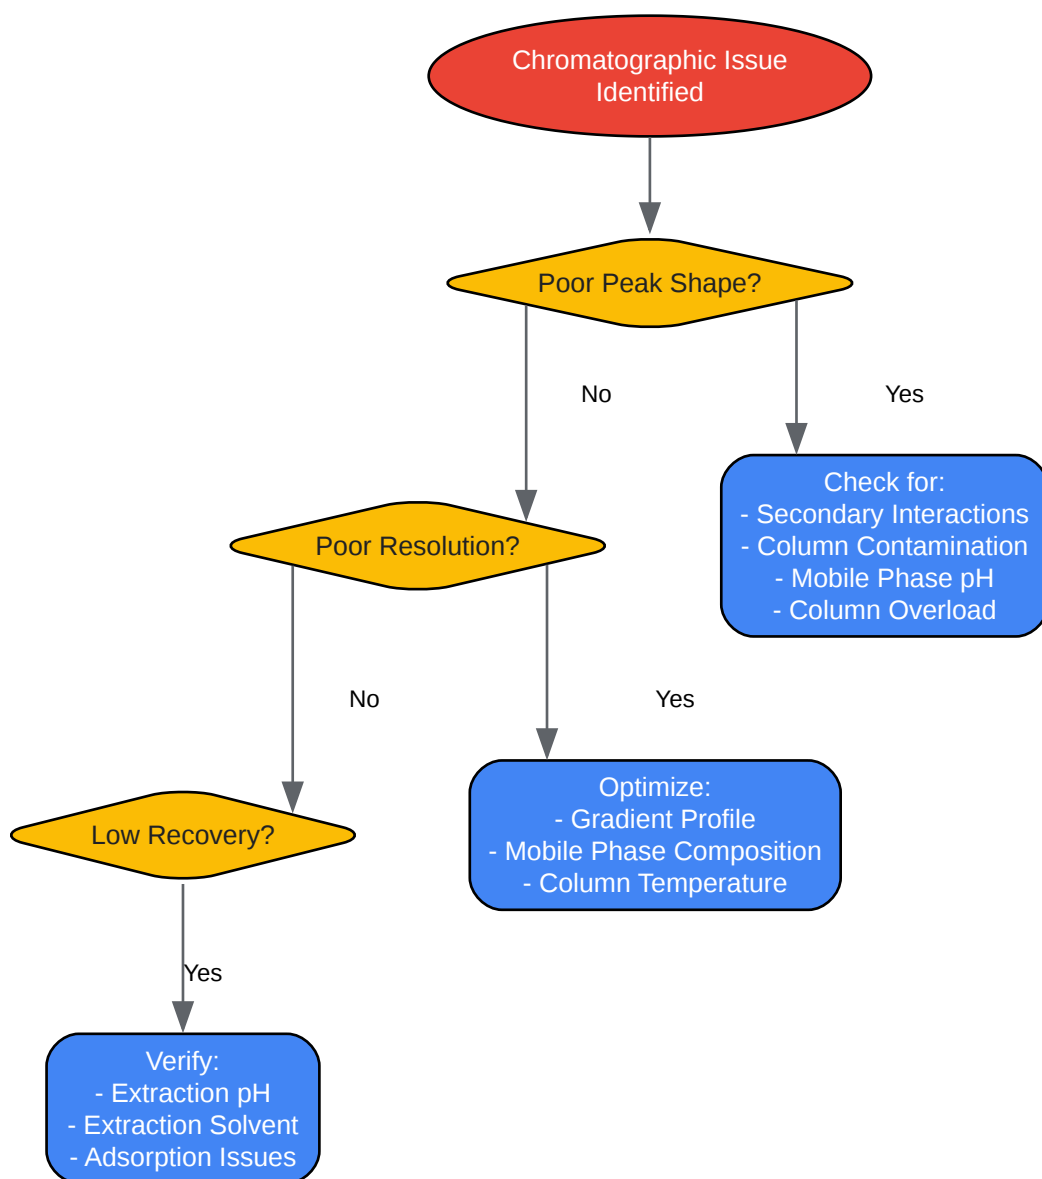 Chromatographic Issue
Identified
Poor Peak Shape?
No
Yes
Check for:
- Secondary Interactions
- Column Contamination
- Mobile Phase pH
- Column Overload
Poor Resolution?
No
Yes
Optimize:
- Gradient Profile
- Mobile Phase Composition
- Column Temperature
Low Recovery?
Yes
Verify:
- Extraction pH
- Extraction Solvent
- Adsorption Issues